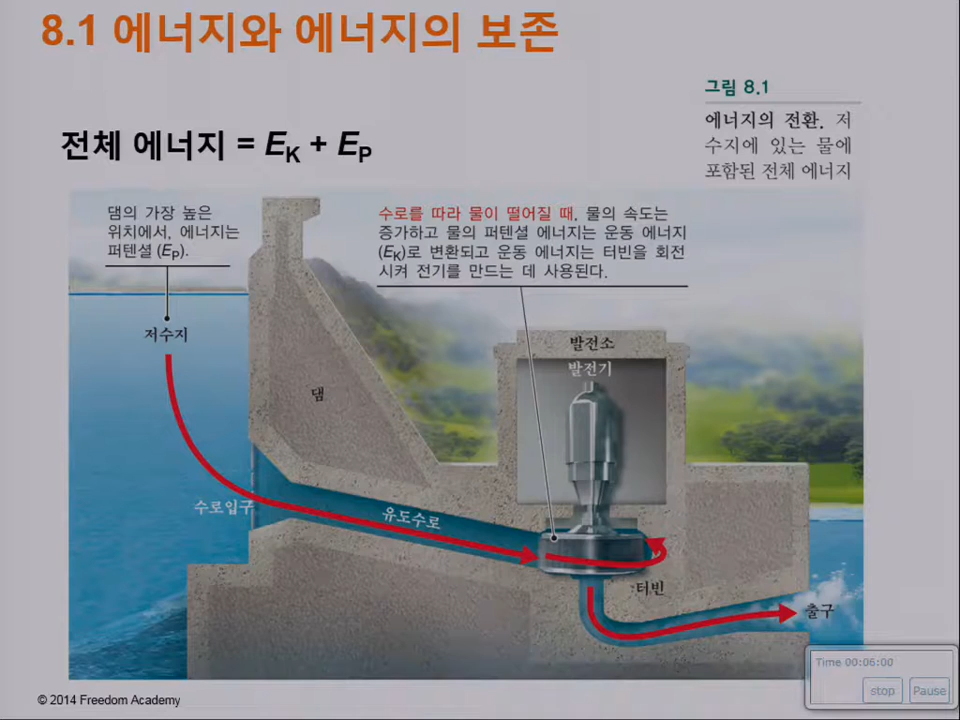 8.1 에너지와 에너지의 보존
그림 8.1
에너지의 전환. 저
수지에 있는 물에
포함된 전체 에너지
전체 에너지 = EK + EP
댐의 가장 높은
위치에서, 에너지는
퍼텐셜 (EP).
수로를 따라 물이 떨어질 때, 물의 속도는
증가하고 물의 퍼텐셜 에너지는 운동 에너지
(EK)로 변환되고 운동 에너지는 터빈을 회전
시켜 전기를 만드는 데 사용된다.
저수지
발전소
발전기
댐
수로입구
유도수로
터빈
출구
Time 00:06:00
stop
Pause
© 2014 Freedom Academy